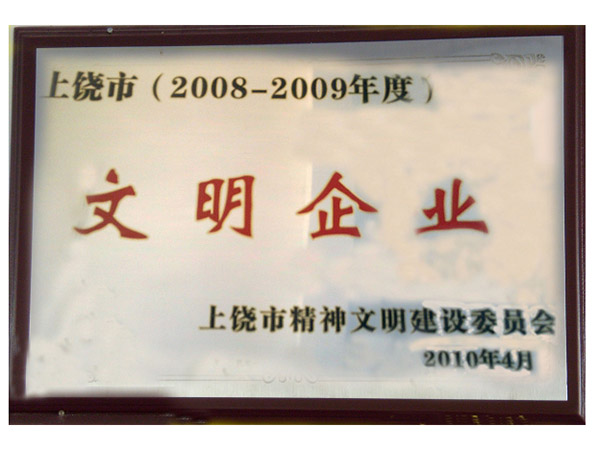 上饶市（2008-2009年度）
文明企业
上饶市精神文明建设委员会
2010年4月